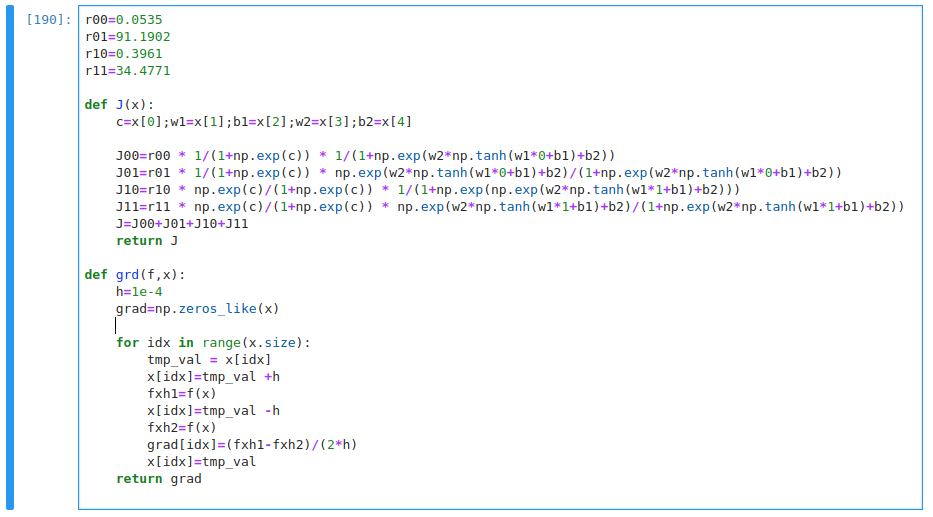 [190]:
r00=0.0535
r01=91.1902
r10=0.3961
r11=34.4771

def J(x):
    c=x[0];w1=x[1];b1=x[2];w2=x[3];b2=x[4]

    J00=r00 * 1/(1+np.exp(c)) * 1/(1+np.exp(w2*np.tanh(w1*0+b1)+b2))
    J01=r01 * 1/(1+np.exp(c)) * np.exp(w2*np.tanh(w1*0+b1)+b2)/(1+np.exp(w2*np.tanh(w1*0+b1)+b2))
    J10=r10 * np.exp(c)/(1+np.exp(c)) * 1/(1+np.exp(np.exp(w2*np.tanh(w1*1+b1)+b2)))
    J11=r11 * np.exp(c)/(1+np.exp(c)) * np.exp(w2*np.tanh(w1*1+b1)+b2)/(1+np.exp(w2*np.tanh(w1*1+b1)+b2))
    J=J00+J01+J10+J11
    return J

def grd(f,x):
    h=1e-4
    grad=np.zeros_like(x)

    for idx in range(x.size):
        tmp_val = x[idx]
        x[idx]=tmp_val +h
        fxh1=f(x)
        x[idx]=tmp_val -h
        fxh2=f(x)
        grad[idx]=(fxh1-fxh2)/(2*h)
        x[idx]=tmp_val
    return grad